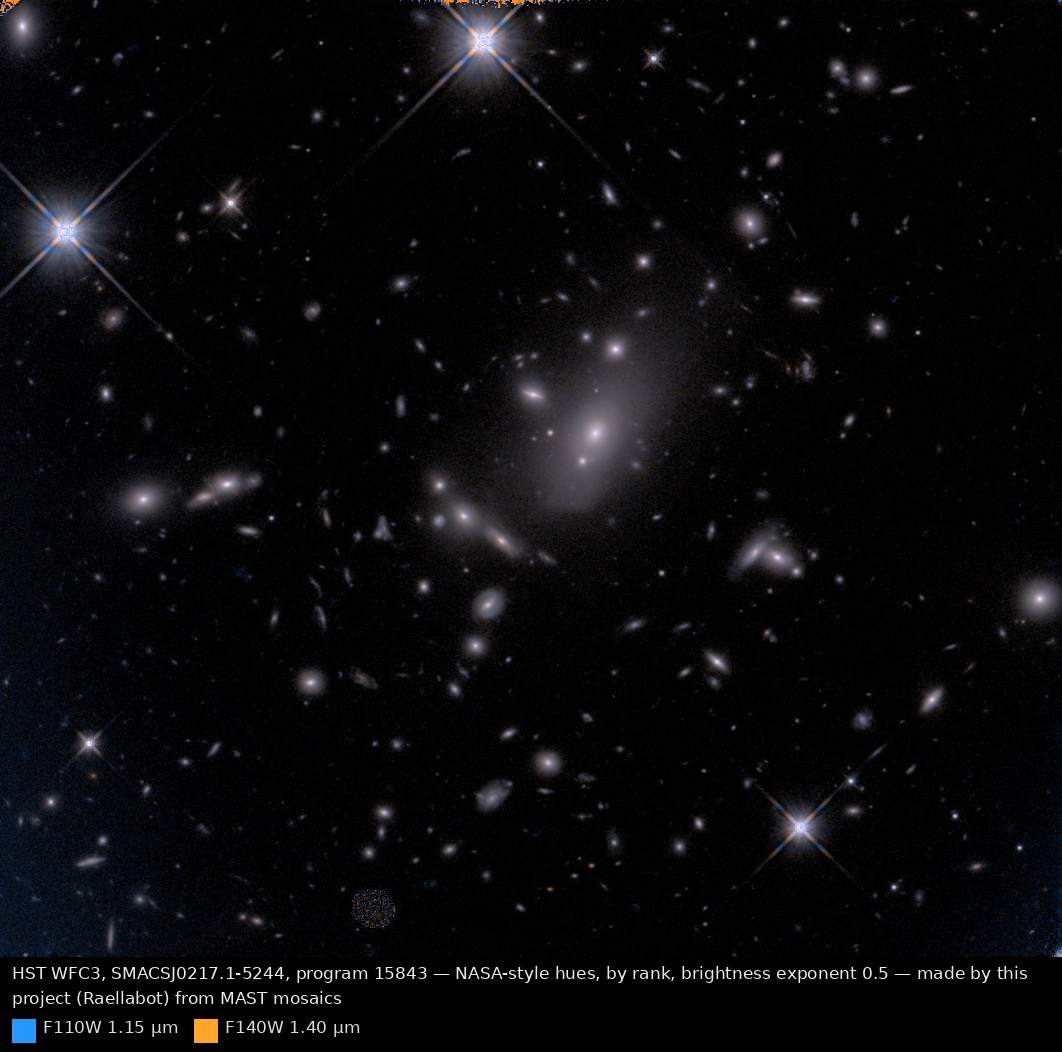 HST WFC3, SMACSJ0217.1-5244, program 15843 — NASA-style hues, by rank, brightness exponent 0.5 — made by this
project (Raellabot) from MAST mosaics
F110W 1.15 µm F140W 1.40 µm